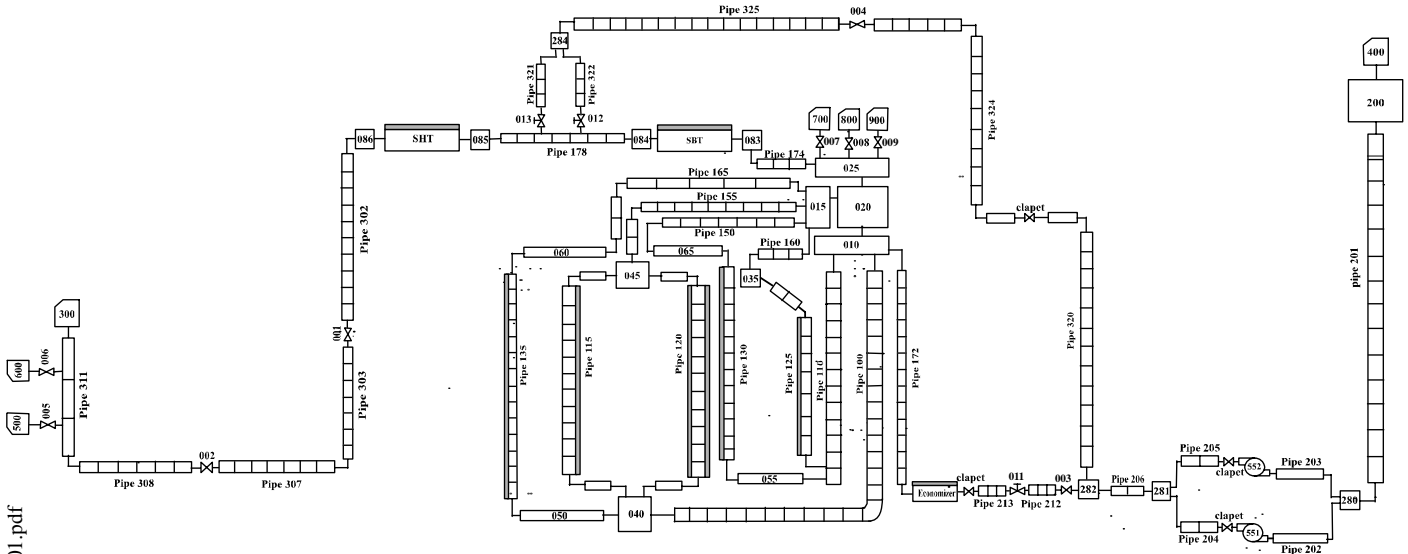 Pipe 325
004
284
400
Pipe 321
Pipe 322
200
Pipe 324
013
012
700
800
900
007
008
009
086
SHT
085
084
SBT
083
Pipe 178
Pipe 174
025
Pipe 165
Pipe 155
015
020
clapet
Pipe 302
Pipe 150
Pipe 160
010
060
065
045
035
pipe 201
300
001
Pipe 135
Pipe 115
Pipe 120
Pipe 130
Pipe 125
Pipe 110
Pipe 100
Pipe 172
Pipe 320
600
006
Pipe 311
Pipe 303
500
005
002
Pipe 308
Pipe 307
055
050
040
Economizer
clapet
011
003
Pipe 213
Pipe 212
282
Pipe 206
281
Pipe 205
clapet
552
Pipe 203
280
clapet
Pipe 204
551
Pipe 202
01.pdf